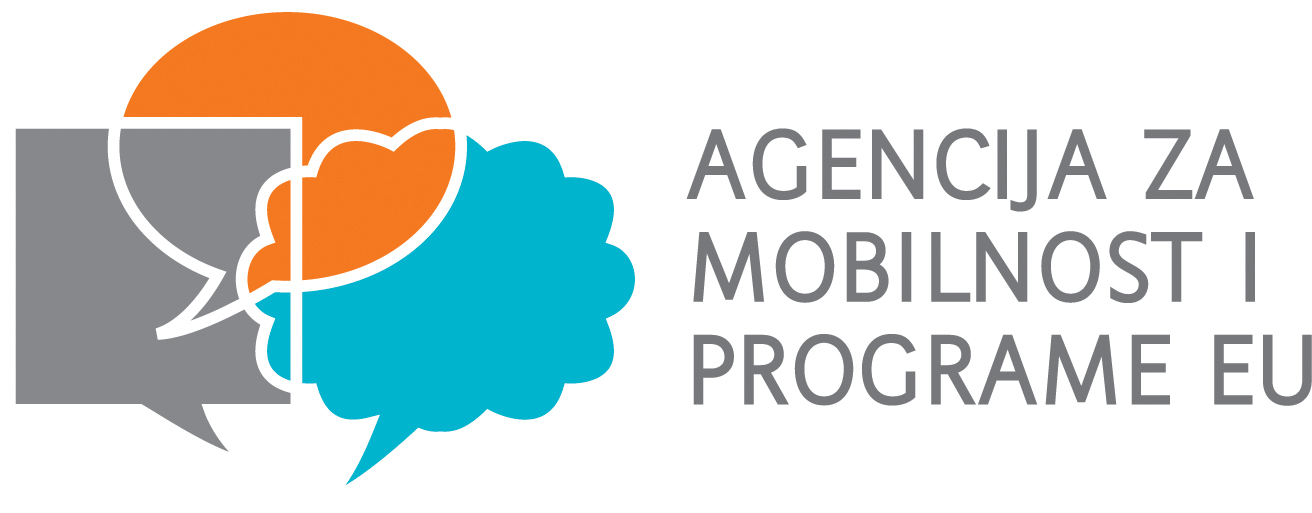 AGENCIJA ZA
MOBILNOST I
PROGRAME EU